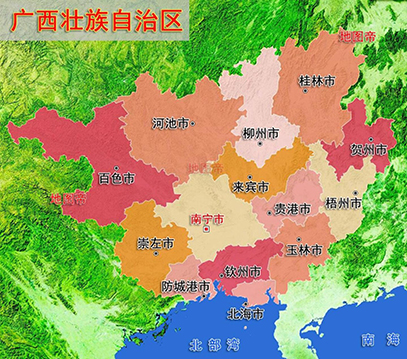 广西壮族自治区
地图帝
桂林市
河池市
柳州市
贺州市
地图帝
百色市
来宾市
地图帝
梧州市
贵港市
南宁市
崇左市
玉林市
钦州市
防城港市
北海市
北部湾
南海